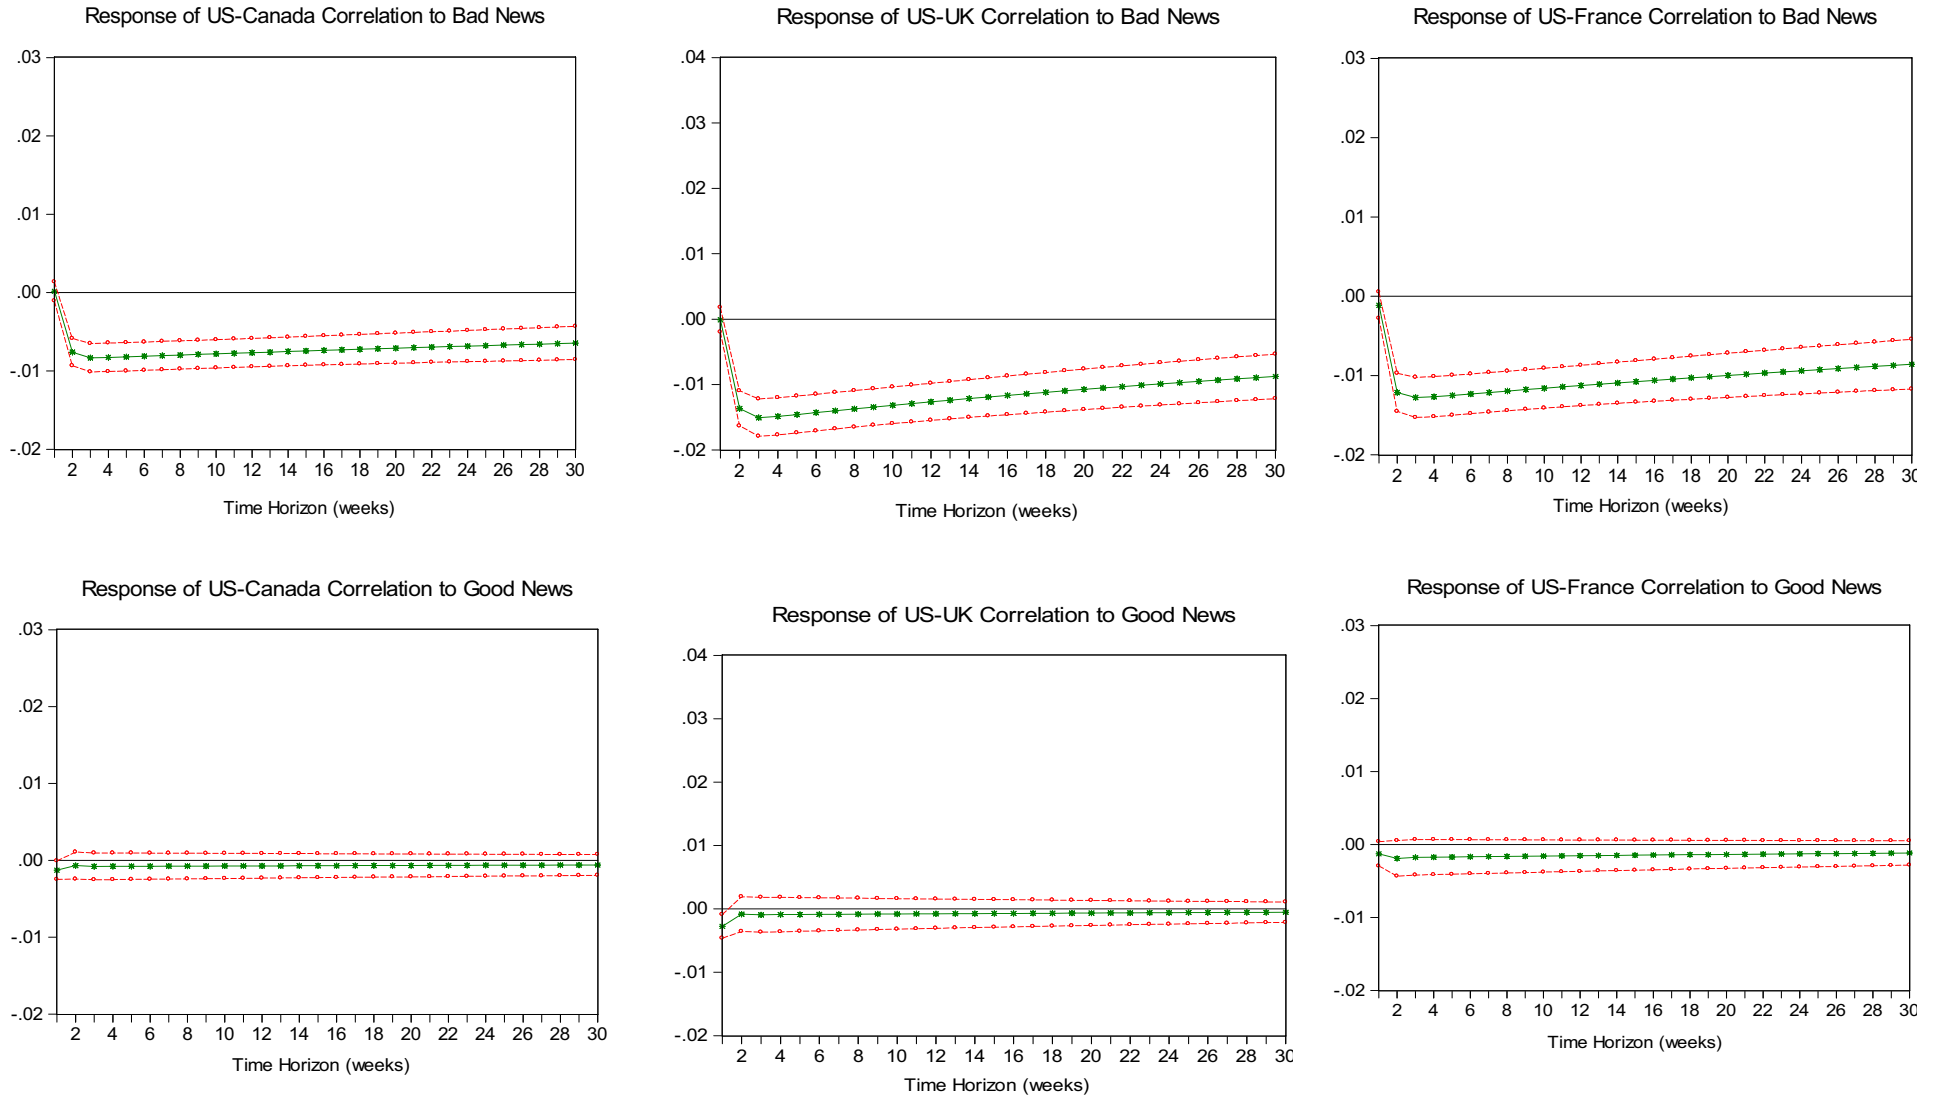 Response of US-Canada Correlation to Bad News
.03
.02
.01
.00
-.01
-.02
2 4 6 8 10 12 14 16 18 20 22 24 26 28 30
Time Horizon (weeks)
Response of US-UK Correlation to Bad News
.04
.03
.02
.01
.00
-.01
-.02
2 4 6 8 10 12 14 16 18 20 22 24 26 28 30
Time Horizon (weeks)
Response of US-France Correlation to Bad News
.03
.02
.01
.00
-.01
-.02
2 4 6 8 10 12 14 16 18 20 22 24 26 28 30
Time Horizon (weeks)
Response of US-Canada Correlation to Good News
.03
.02
.01
.00
-.01
-.02
2 4 6 8 10 12 14 16 18 20 22 24 26 28 30
Time Horizon (weeks)
Response of US-UK Correlation to Good News
.04
.03
.02
.01
.00
-.01
-.02
2 4 6 8 10 12 14 16 18 20 22 24 26 28 30
Time Horizon (weeks)
Response of US-France Correlation to Good News
.03
.02
.01
.00
-.01
-.02
2 4 6 8 10 12 14 16 18 20 22 24 26 28 30
Time Horizon (weeks)